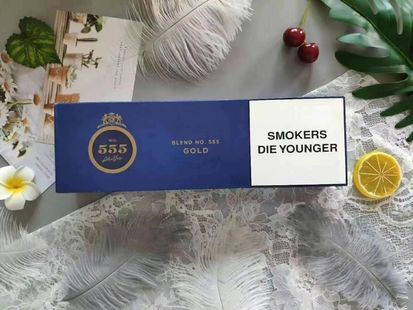 555
BLEND NO. 555
GOLD
SMOKERS
DIE YOUNGER